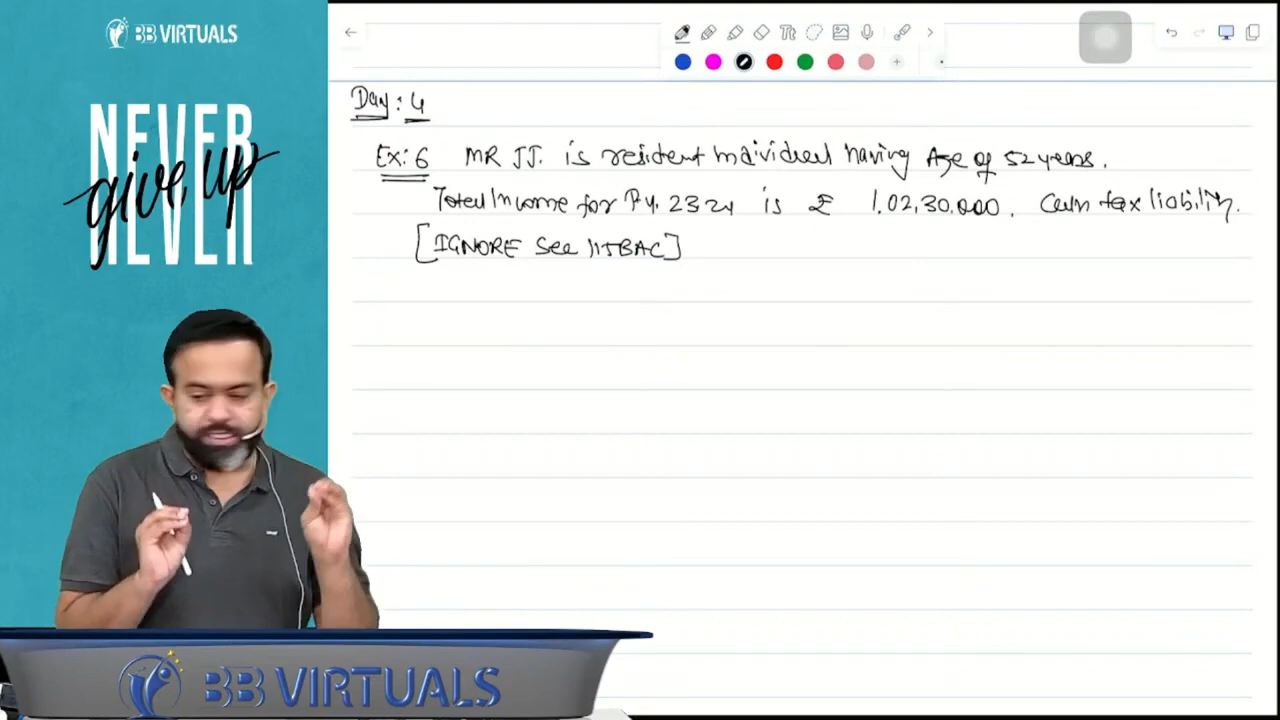 BB VIRTUALS
NEVER
give up
NEVER
Day: 4
Ex: 6 MR JJ. is resident Individual having Age of 52 years.
Total Income for P.Y. 23 24 is ₹ 1,02,30,000. Cum tax liability.
[IGNORE Sec 115BAC]
BB VIRTUALS